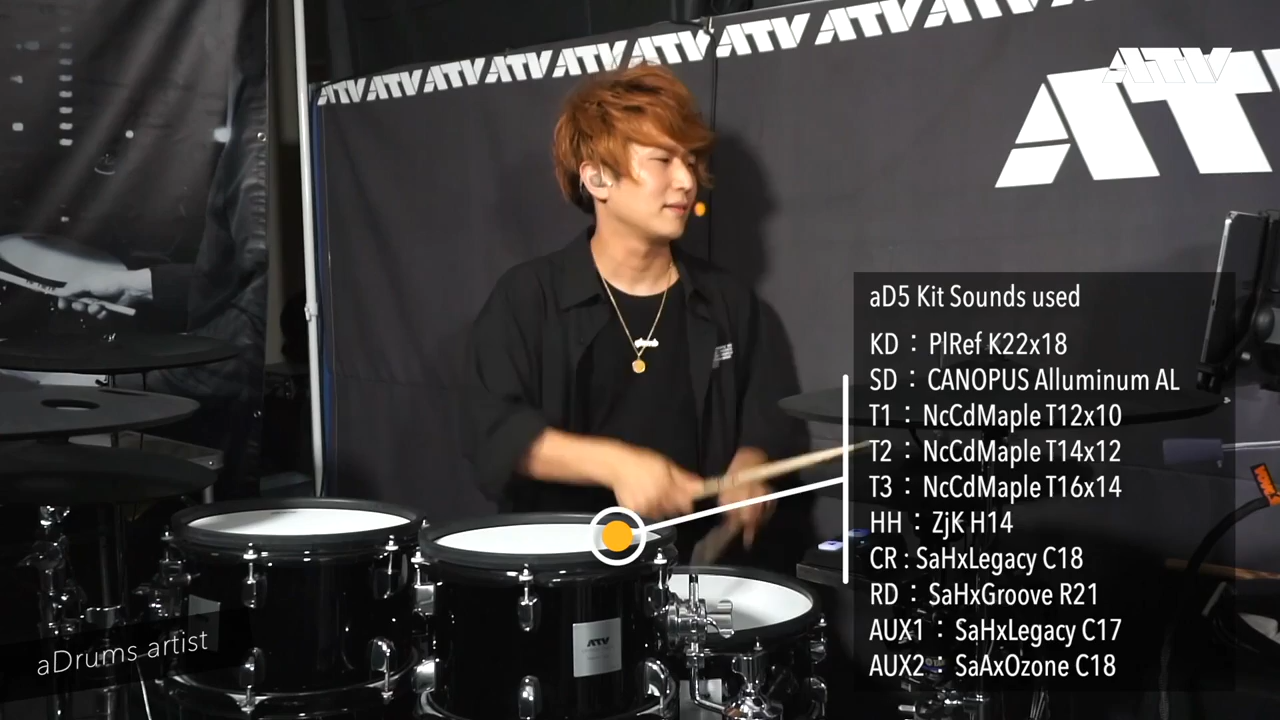 ATV ATV ATV ATV ATV ATV ATV ATV ATV
ATV
ATV
aD5 Kit Sounds used
KD : PlRef K22x18
SD : CANOPUS Alluminum AL
T1 : NcCdMaple T12x10
T2 : NcCdMaple T14x12
T3 : NcCdMaple T16x14
HH : ZjK H14
CR : SaHxLegacy C18
RD : SaHxGroove R21
AUX1 : SaHxLegacy C17
AUX2 : SaAxOzone C18
ATV
aDrums artist